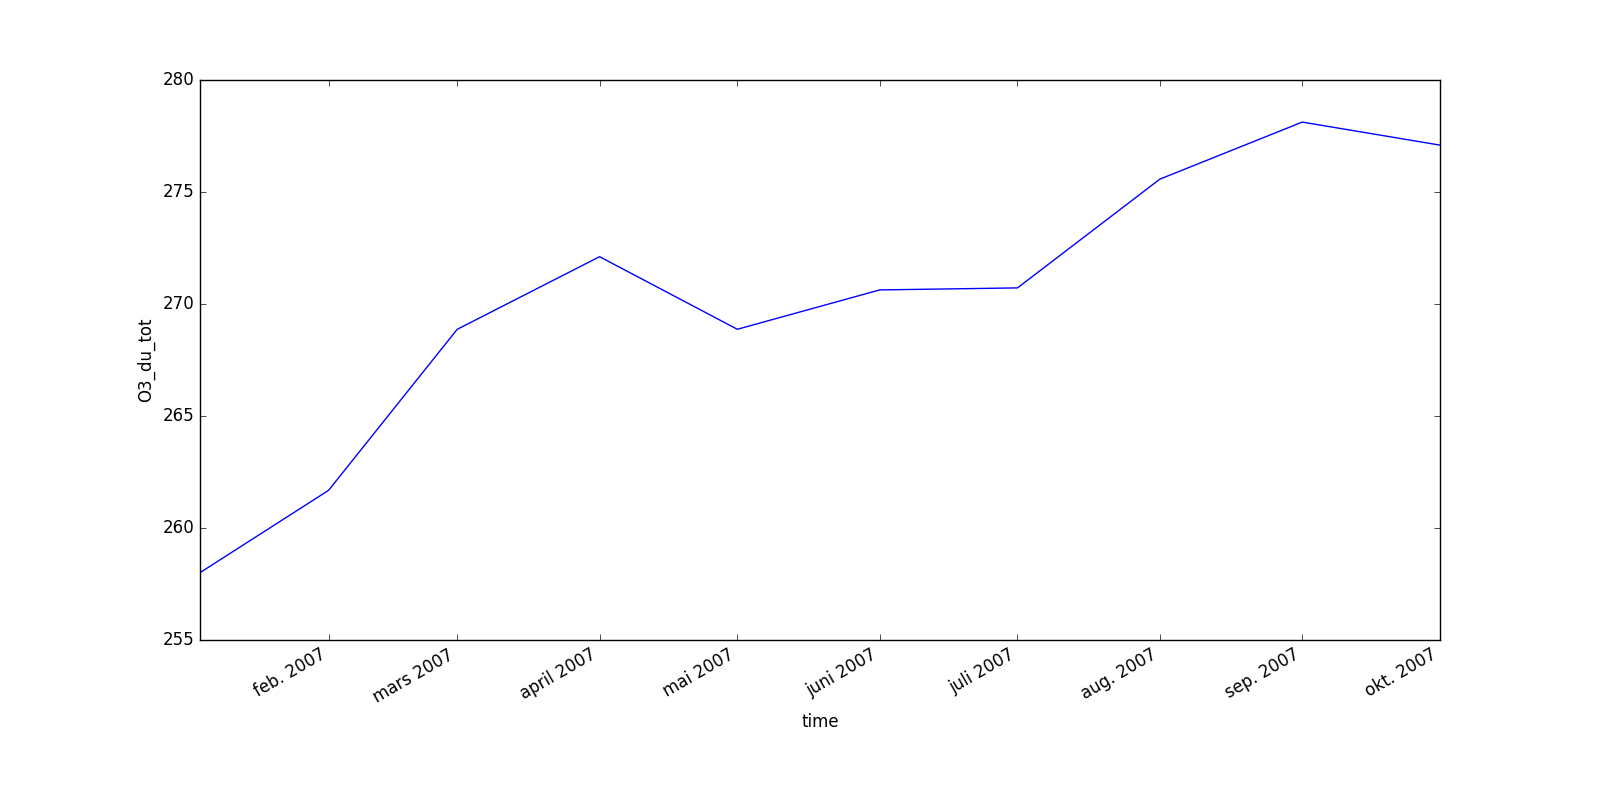 280
275
270
265
260
255
O3_du_tot
feb. 2007
mars 2007
april 2007
mai 2007
juni 2007
juli 2007
aug. 2007
sep. 2007
okt. 2007
time